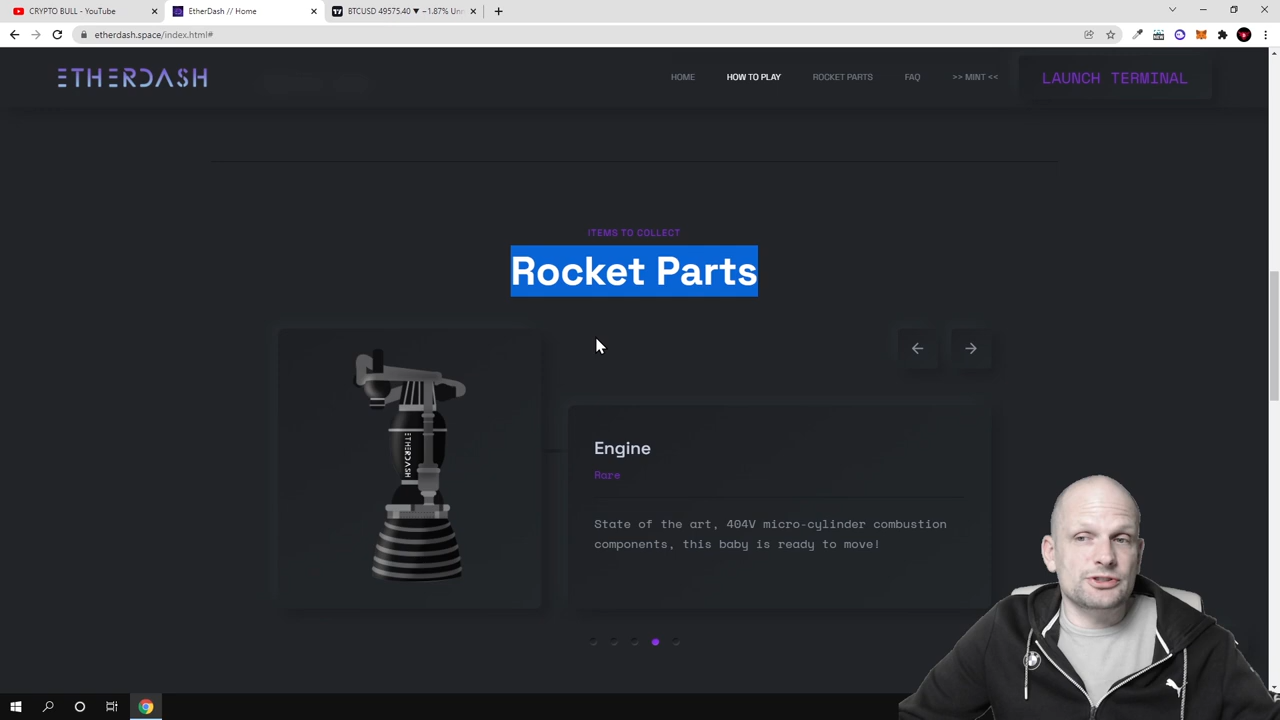 CRYPTO BULL - YouTube
EtherDash // Home
BTCUSD 49575.40 ▼ −1.87% Un
etherdash.space/index.html#
ETHERDASH
HOME
HOW TO PLAY
ROCKET PARTS
FAQ
>> MINT <<
LAUNCH TERMINAL
ITEMS TO COLLECT
Rocket Parts
ETHERDASH
Engine
Rare
State of the art, 404V micro-cylinder combustion
components, this baby is ready to move!